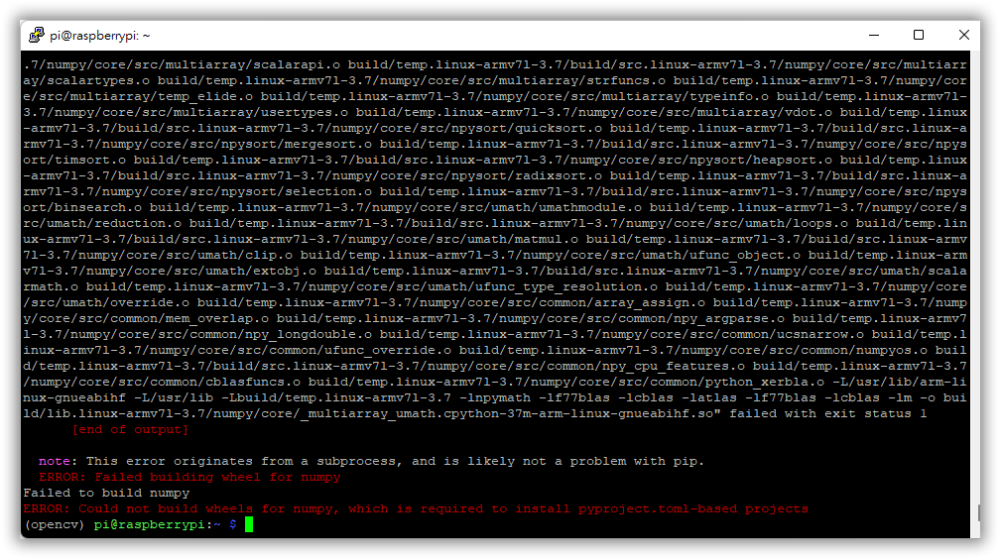 pi@raspberrypi: ~
.7/numpy/core/src/multiarray/scalarapi.o build/temp.linux-armv7l-3.7/build/src.linux-armv7l-3.7/numpy/core/src/multiarr
ay/scalartypes.o build/temp.linux-armv7l-3.7/numpy/core/src/multiarray/strfuncs.o build/temp.linux-armv7l-3.7/numpy/cor
e/src/multiarray/temp_elide.o build/temp.linux-armv7l-3.7/numpy/core/src/multiarray/typeinfo.o build/temp.linux-armv7l-
3.7/numpy/core/src/multiarray/usertypes.o build/temp.linux-armv7l-3.7/numpy/core/src/multiarray/vdot.o build/temp.linux
-armv7l-3.7/build/src.linux-armv7l-3.7/numpy/core/src/npysort/quicksort.o build/temp.linux-armv7l-3.7/build/src.linux-a
rmv7l-3.7/numpy/core/src/npysort/mergesort.o build/temp.linux-armv7l-3.7/build/src.linux-armv7l-3.7/numpy/core/src/npys
ort/timsort.o build/temp.linux-armv7l-3.7/build/src.linux-armv7l-3.7/numpy/core/src/npysort/heapsort.o build/temp.linux
-armv7l-3.7/build/src.linux-armv7l-3.7/numpy/core/src/npysort/radixsort.o build/temp.linux-armv7l-3.7/build/src.linux-a
rmv7l-3.7/numpy/core/src/npysort/selection.o build/temp.linux-armv7l-3.7/build/src.linux-armv7l-3.7/numpy/core/src/npys
ort/binsearch.o build/temp.linux-armv7l-3.7/numpy/core/src/umath/umathmodule.o build/temp.linux-armv7l-3.7/numpy/core/s
rc/umath/reduction.o build/temp.linux-armv7l-3.7/build/src.linux-armv7l-3.7/numpy/core/src/umath/loops.o build/temp.lin
ux-armv7l-3.7/build/src.linux-armv7l-3.7/numpy/core/src/umath/matmul.o build/temp.linux-armv7l-3.7/build/src.linux-armv
7l-3.7/numpy/core/src/umath/clip.o build/temp.linux-armv7l-3.7/numpy/core/src/umath/ufunc_object.o build/temp.linux-arm
v7l-3.7/numpy/core/src/umath/extobj.o build/temp.linux-armv7l-3.7/build/src.linux-armv7l-3.7/numpy/core/src/umath/scala
rmath.o build/temp.linux-armv7l-3.7/numpy/core/src/umath/ufunc_type_resolution.o build/temp.linux-armv7l-3.7/numpy/core
/src/umath/override.o build/temp.linux-armv7l-3.7/numpy/core/src/common/array_assign.o build/temp.linux-armv7l-3.7/nump
y/core/src/common/mem_overlap.o build/temp.linux-armv7l-3.7/numpy/core/src/common/npy_argparse.o build/temp.linux-armv7
l-3.7/numpy/core/src/common/npy_longdouble.o build/temp.linux-armv7l-3.7/numpy/core/src/common/ucsnarrow.o build/temp.l
inux-armv7l-3.7/numpy/core/src/common/ufunc_override.o build/temp.linux-armv7l-3.7/numpy/core/src/common/numpyos.o buil
d/temp.linux-armv7l-3.7/build/src.linux-armv7l-3.7/numpy/core/src/common/npy_cpu_features.o build/temp.linux-armv7l-3.7
/numpy/core/src/common/cblasfuncs.o build/temp.linux-armv7l-3.7/numpy/core/src/common/python_xerbla.o -L/usr/lib/arm-li
nux-gnueabihf -L/usr/lib -Lbuild/temp.linux-armv7l-3.7 -lnpymath -lf77blas -lcblas -latlas -lf77blas -lcblas -lm -o bui
ld/lib.linux-armv7l-3.7/numpy/core/_multiarray_umath.cpython-37m-arm-linux-gnueabihf.so" failed with exit status 1
[end of output]
note: This error originates from a subprocess, and is likely not a problem with pip.
ERROR: Failed building wheel for numpy
Failed to build numpy
ERROR: Could not build wheels for numpy, which is required to install pyproject.toml-based projects
(opencv) pi@raspberrypi:~ $